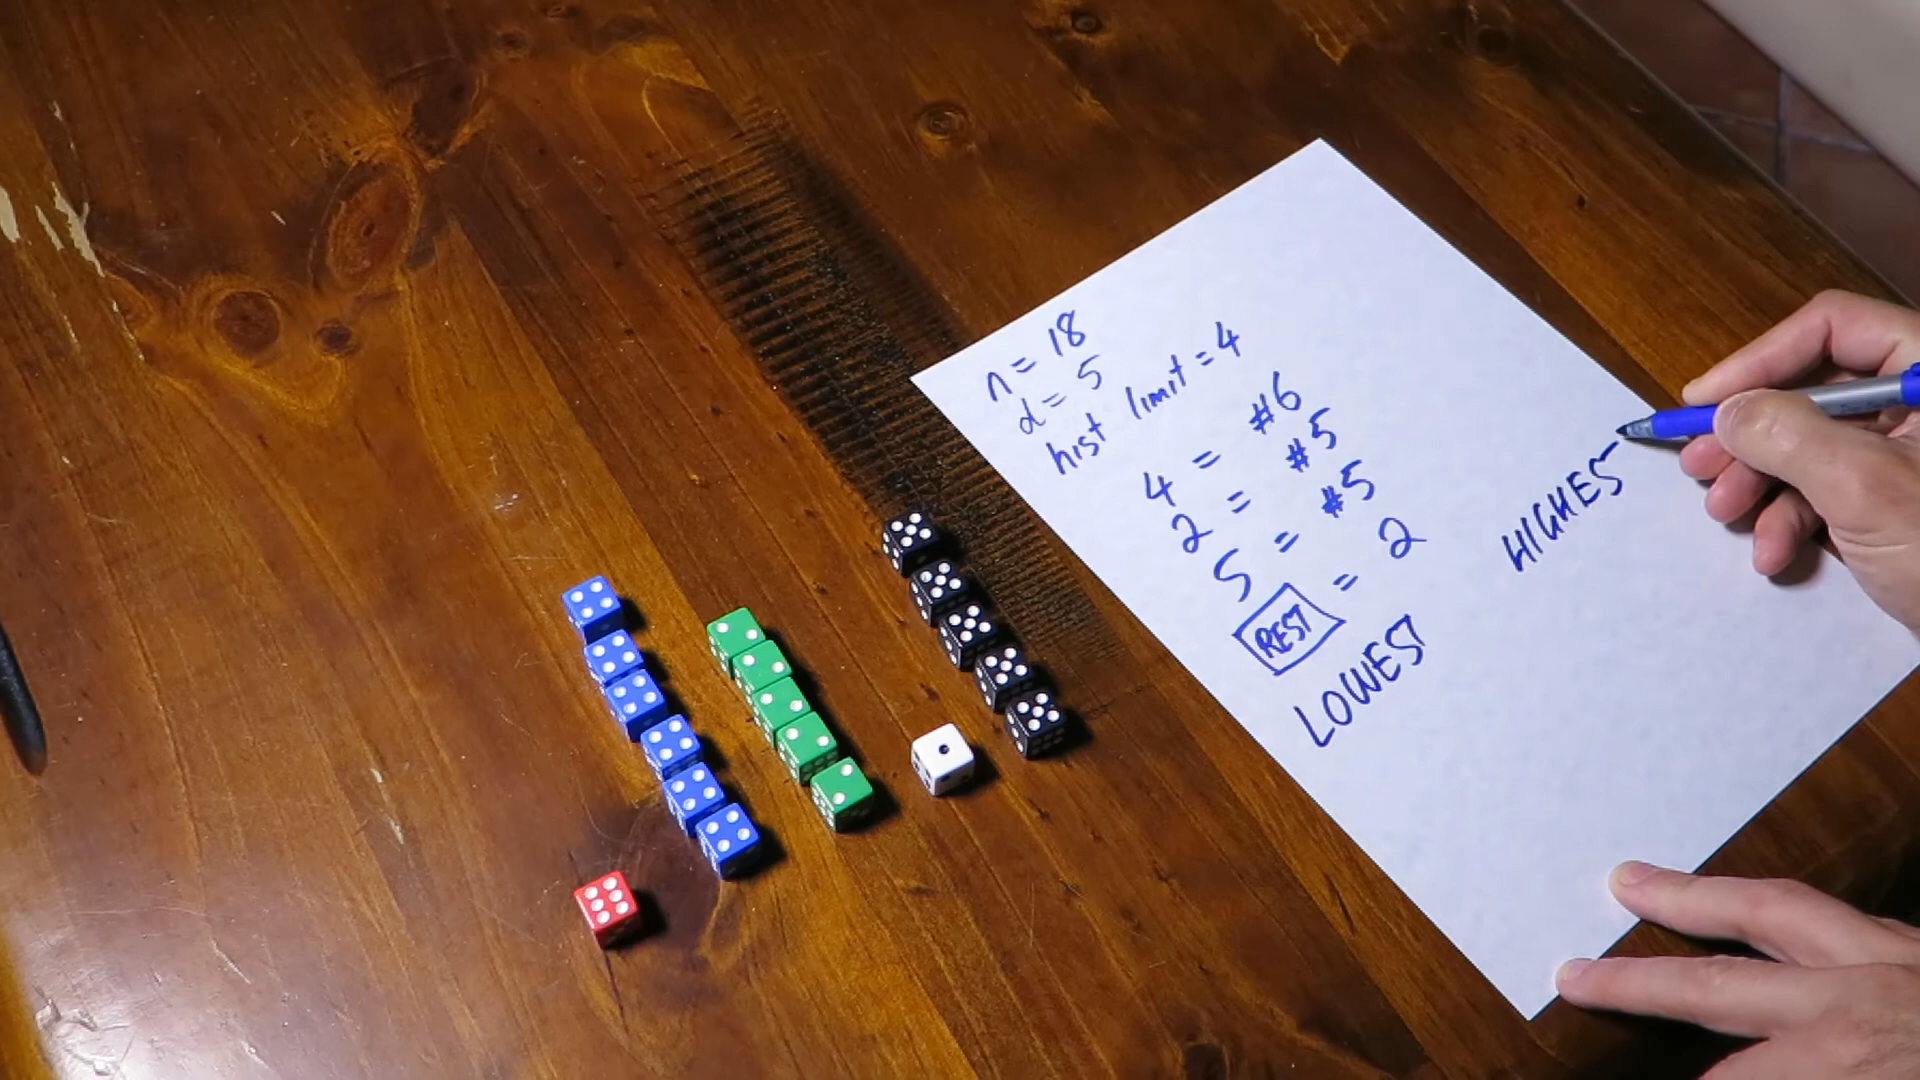 n = 18
d = 5
hist limit = 4
4 = #6
2 = #5
5 = #5
REST = 2
LOWEST
HIGHEST